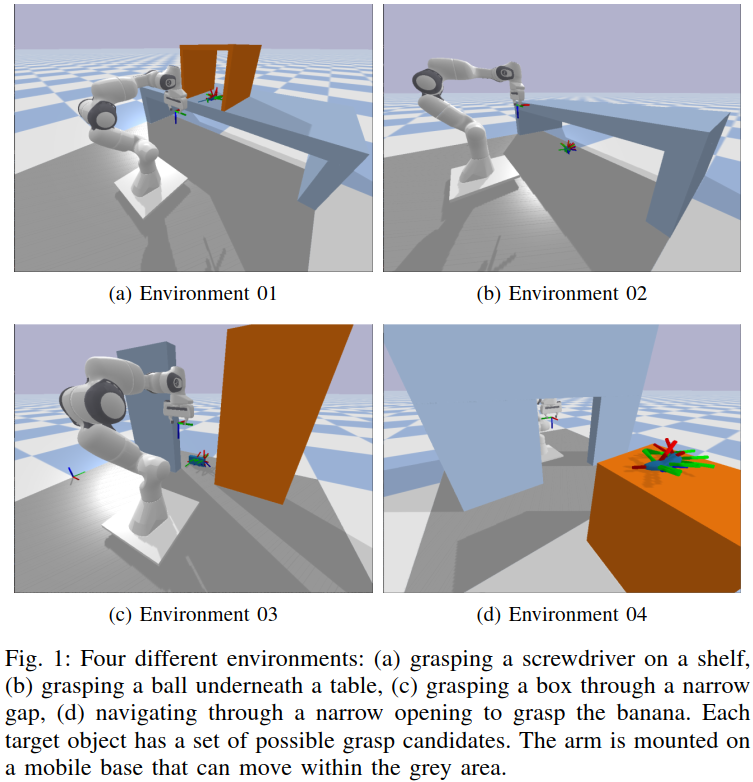 (a) Environment 01
(b) Environment 02
(c) Environment 03
(d) Environment 04
Fig. 1: Four different environments: (a) grasping a screwdriver on a shelf,
(b) grasping a ball underneath a table, (c) grasping a box through a narrow
gap, (d) navigating through a narrow opening to grasp the banana. Each
target object has a set of possible grasp candidates. The arm is mounted on
a mobile base that can move within the grey area.